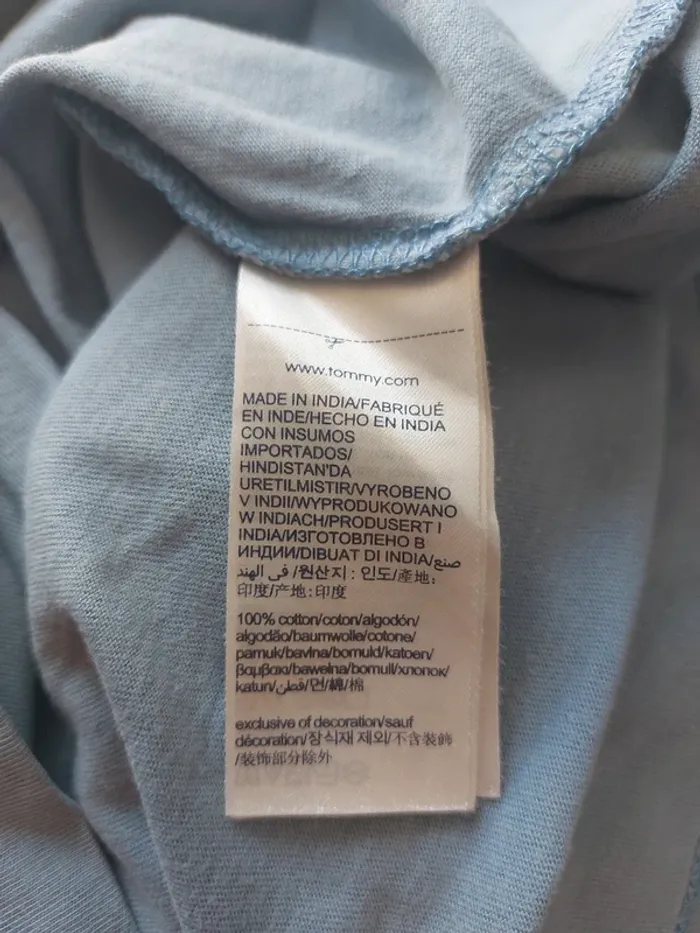 www.tommy.com
MADE IN INDIA/FABRIQUÉ
EN INDE/HECHO EN INDIA
CON INSUMOS
IMPORTADOS/
HINDISTAN'DA
URETILMISTIR/VYROBENO
V INDII/WYPRODUKOWANO
W INDIACH/PRODUSERT I
INDIA/ИЗГОТОВЛЕНО В
ИНДИИ/DIBUAT DI INDIA/صنع
في الهند/원산지 : 인도/產地:
印度/产地:印度
100% cotton/coton/algodón/
algodão/baumwolle/cotone/
pamuk/bavlna/bomuld/katoen/
βαμβακι/bawelna/bomull/хлопок/
katun/قطن/면/綿/棉
exclusive of decoration/sauf
décoration/장식재 제외/不含裝飾
/装饰部分除外